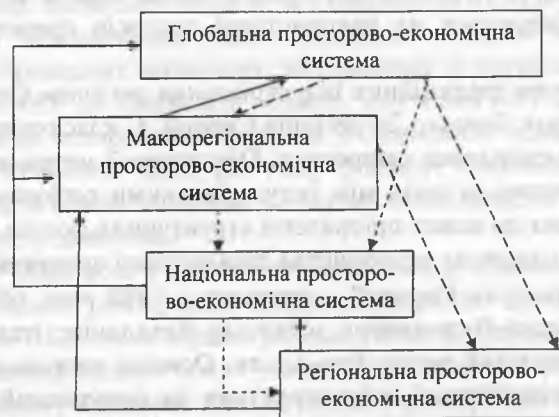 Глобальна просторово-економічна
система
Макрорегіональна
просторово-економічна
система
Національна просторо-
во-економічна система
Регіональна просторово-
економічна система